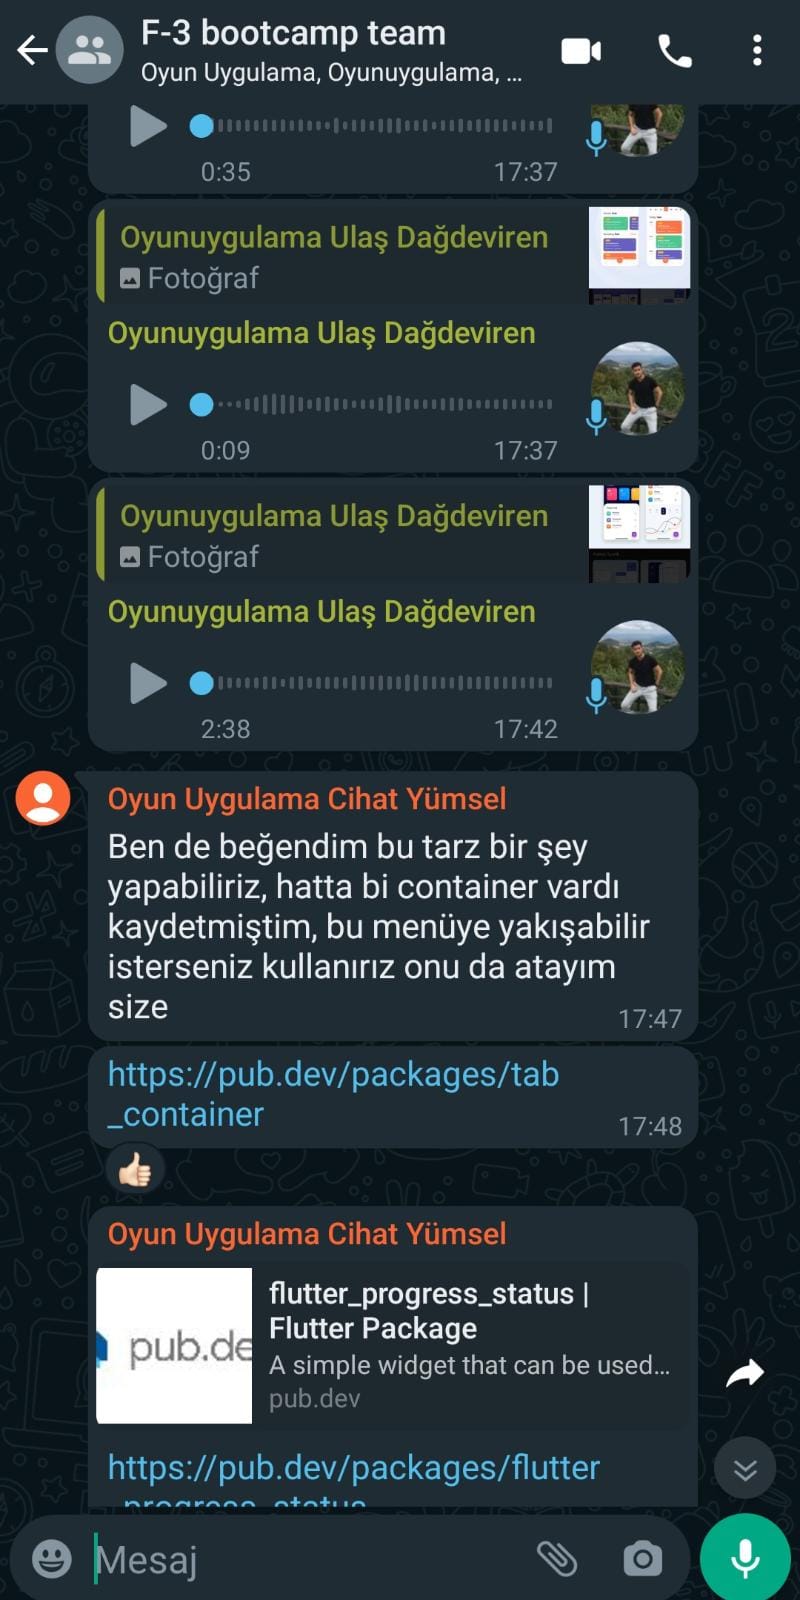 F-3 bootcamp team
Oyun Uygulama, Oyunuygulama, ...
0:35
17:37
Oyunuygulama Ulaş Dağdeviren
Fotoğraf
Oyunuygulama Ulaş Dağdeviren
0:09
17:37
Oyunuygulama Ulaş Dağdeviren
Fotoğraf
Oyunuygulama Ulaş Dağdeviren
2:38
17:42
Oyun Uygulama Cihat Yümsel
Ben de beğendim bu tarz bir şey
yapabiliriz, hatta bi container vardı
kaydetmiştim, bu menüye yakışabilir
isterseniz kullanırız onu da atayım
size
17:47
https://pub.dev/packages/tab
_container
17:48
Oyun Uygulama Cihat Yümsel
pub.de
flutter_progress_status |
Flutter Package
A simple widget that can be used...
pub.dev
https://pub.dev/packages/flutter
_progress_status
Mesaj